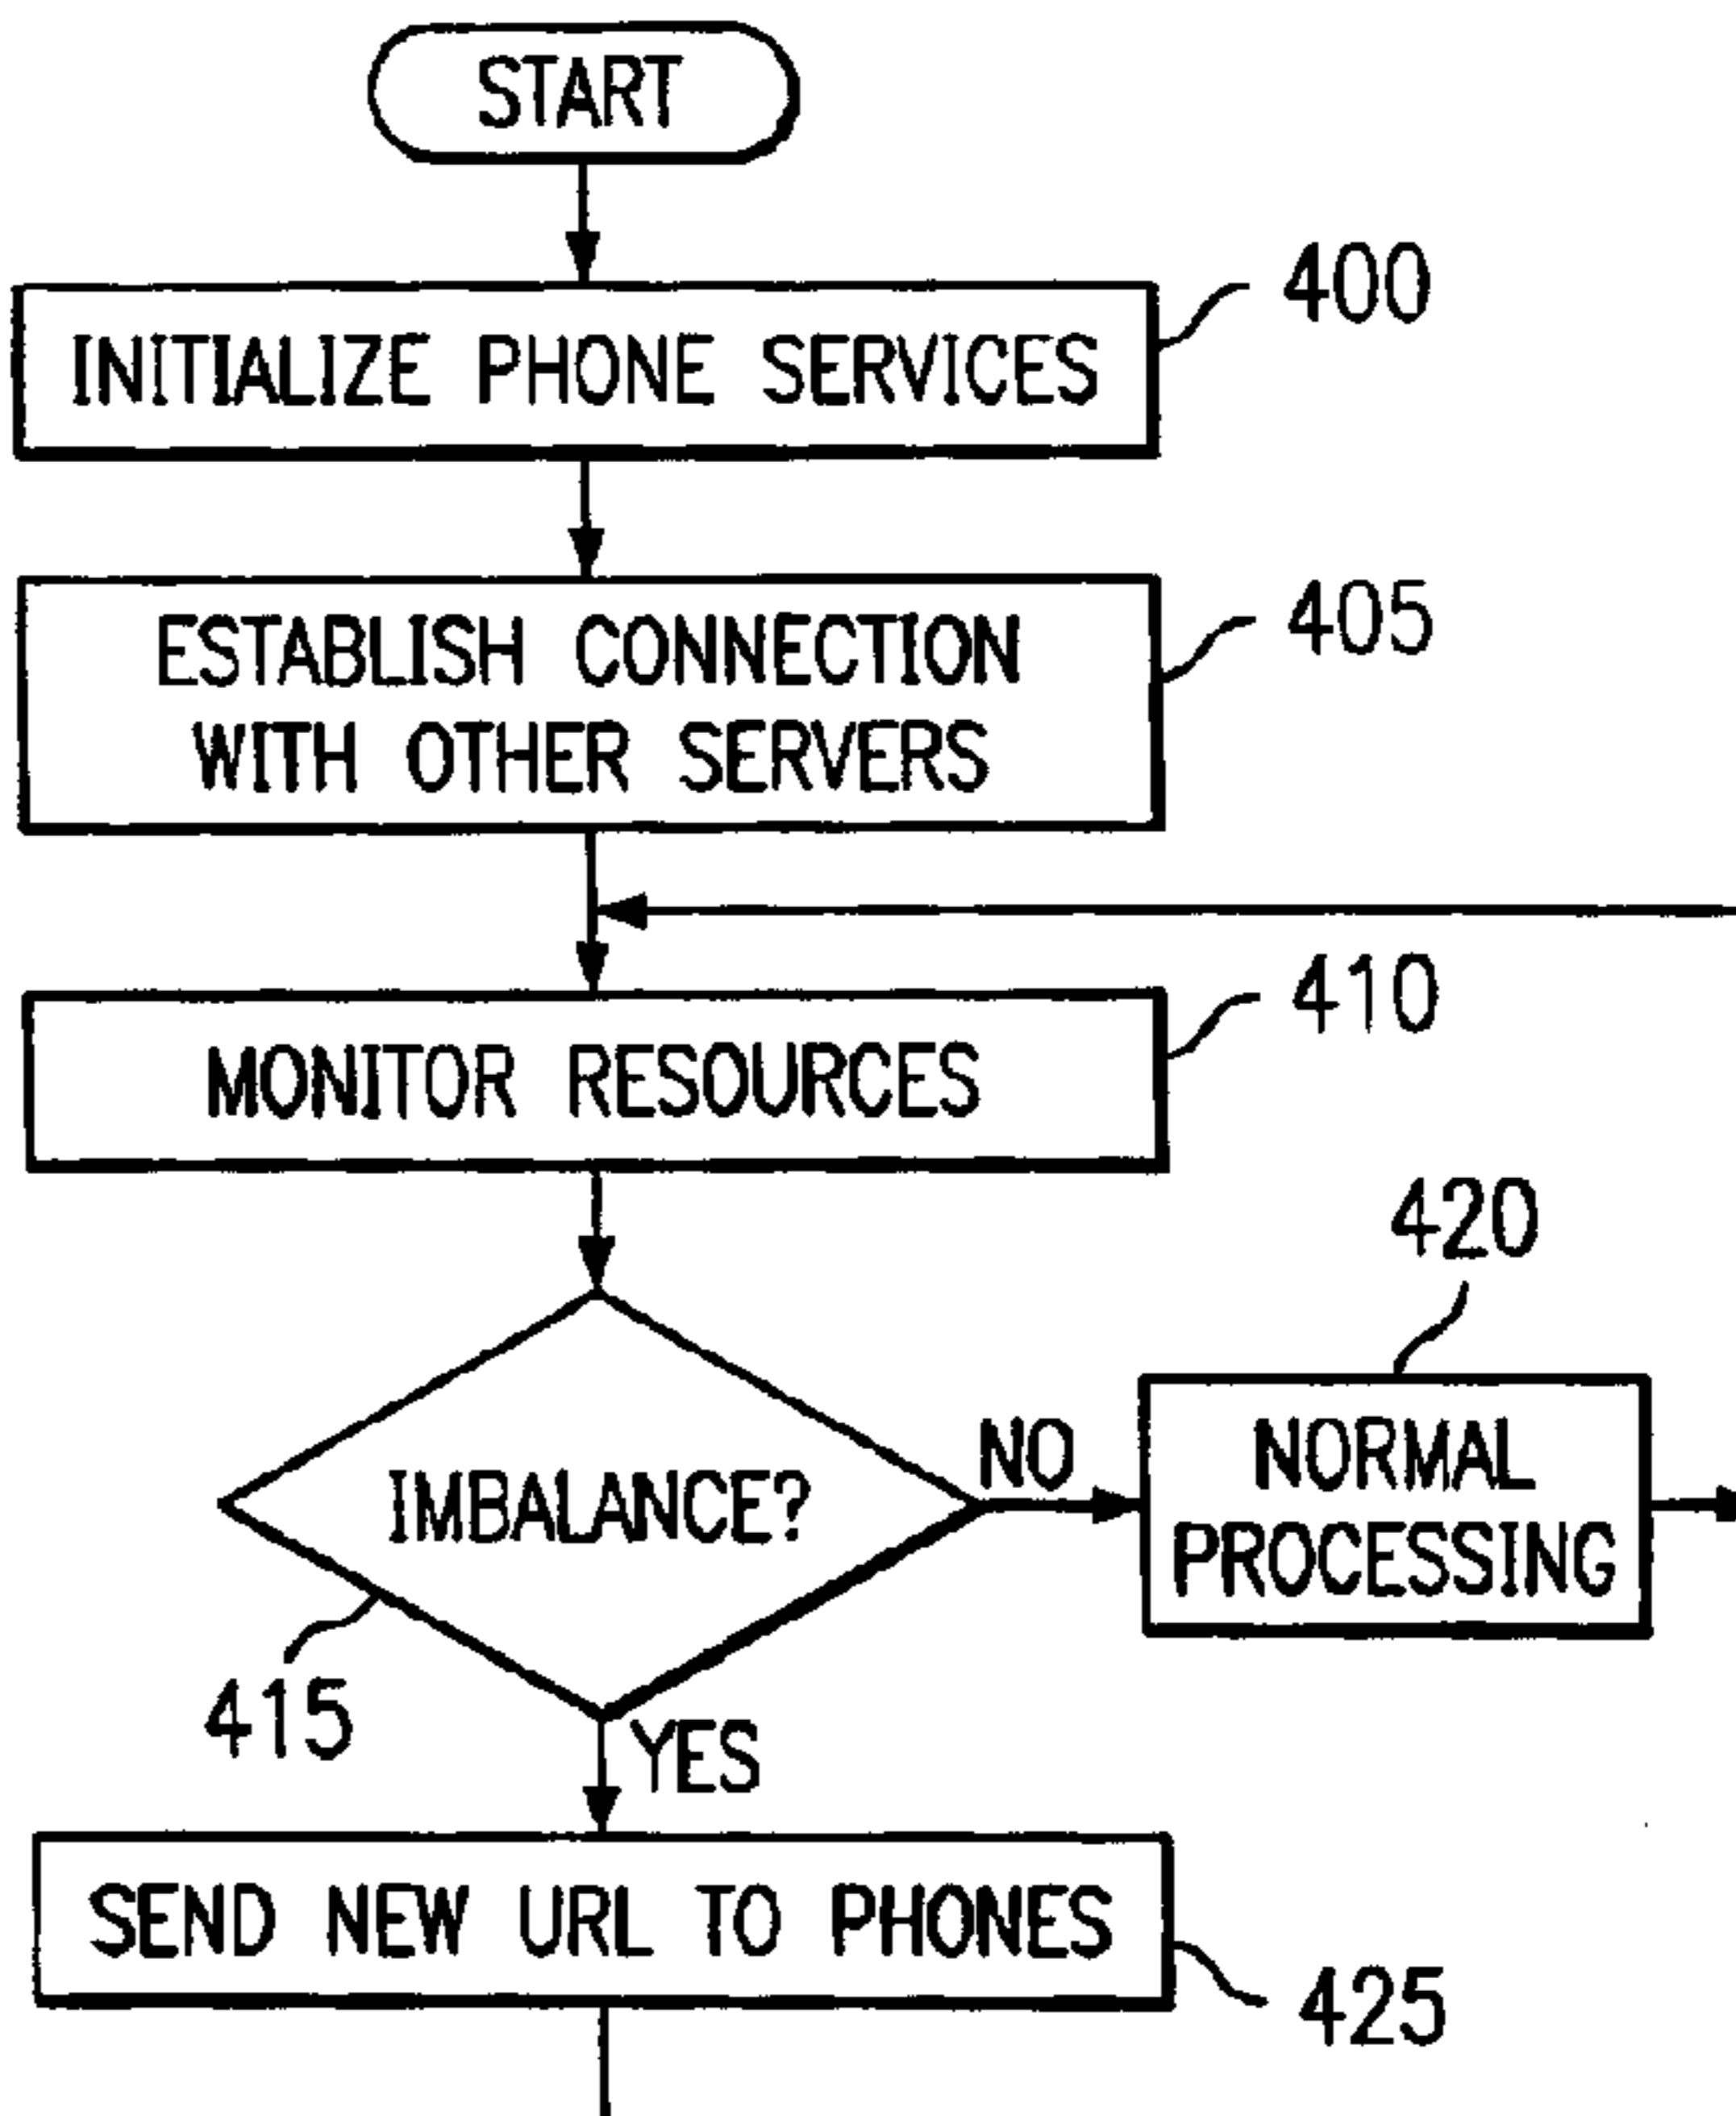 START
400
INITIALIZE PHONE SERVICES
405
ESTABLISH CONNECTION
WITH OTHER SERVERS
410
MONITOR RESOURCES
420
IMBALANCE?
NO
NORMAL
PROCESSING
415
YES
SEND NEW URL TO PHONES
425